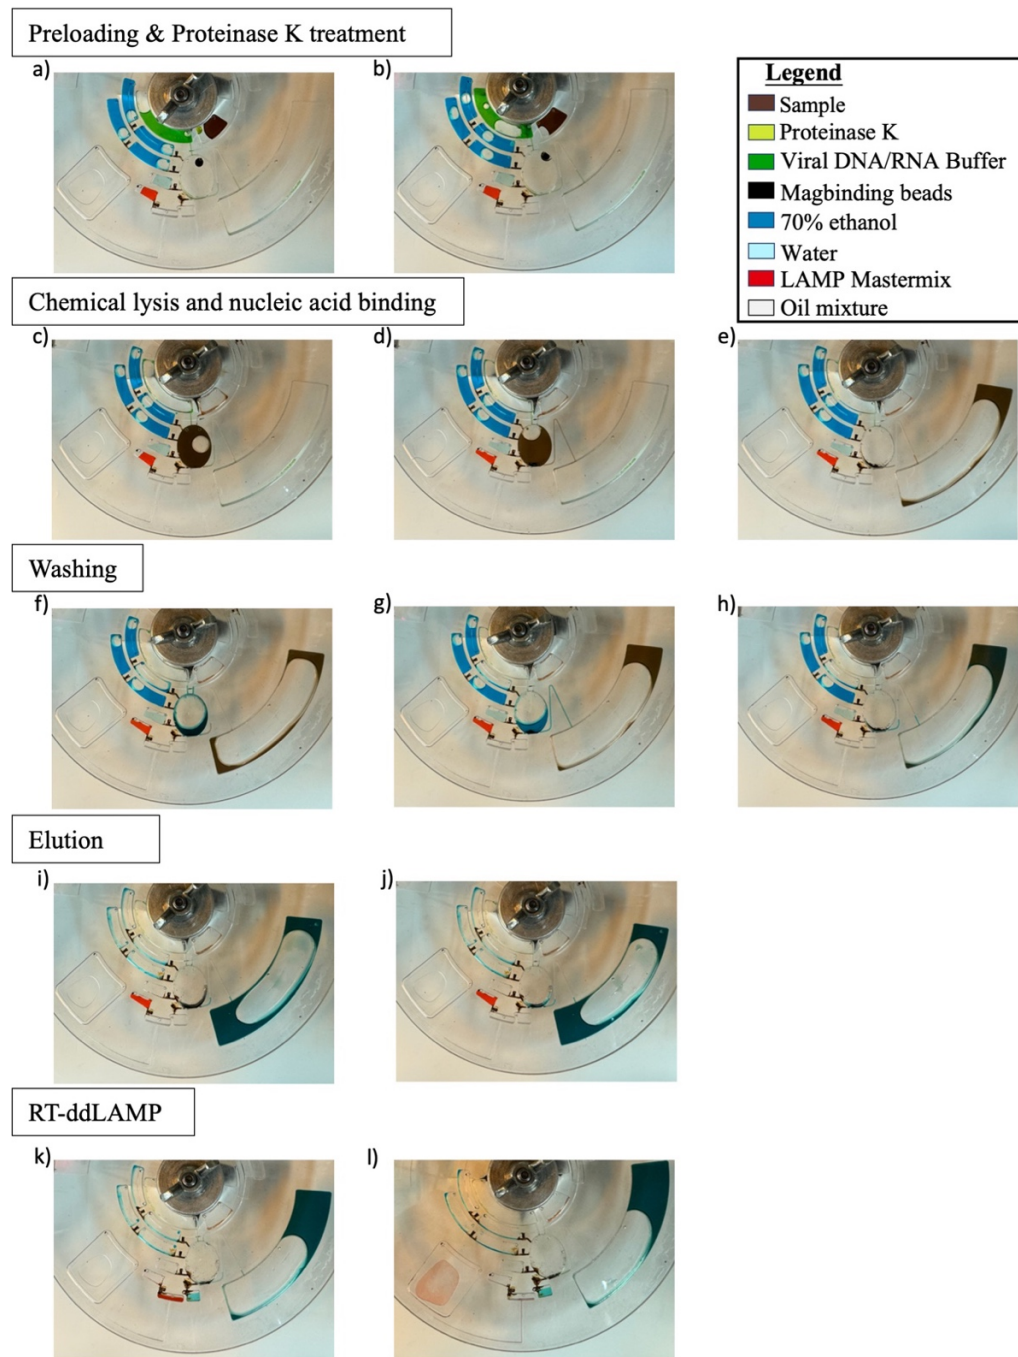 Preloading & Proteinase K treatment
a)
b)
Legend
Sample
Proteinase K
Viral DNA/RNA Buffer
Magbinding beads
70% ethanol
Water
LAMP Mastermix
Oil mixture
Chemical lysis and nucleic acid binding
c)
d)
e)
Washing
f)
g)
h)
Elution
i)
j)
RT-ddLAMP
k)
l)